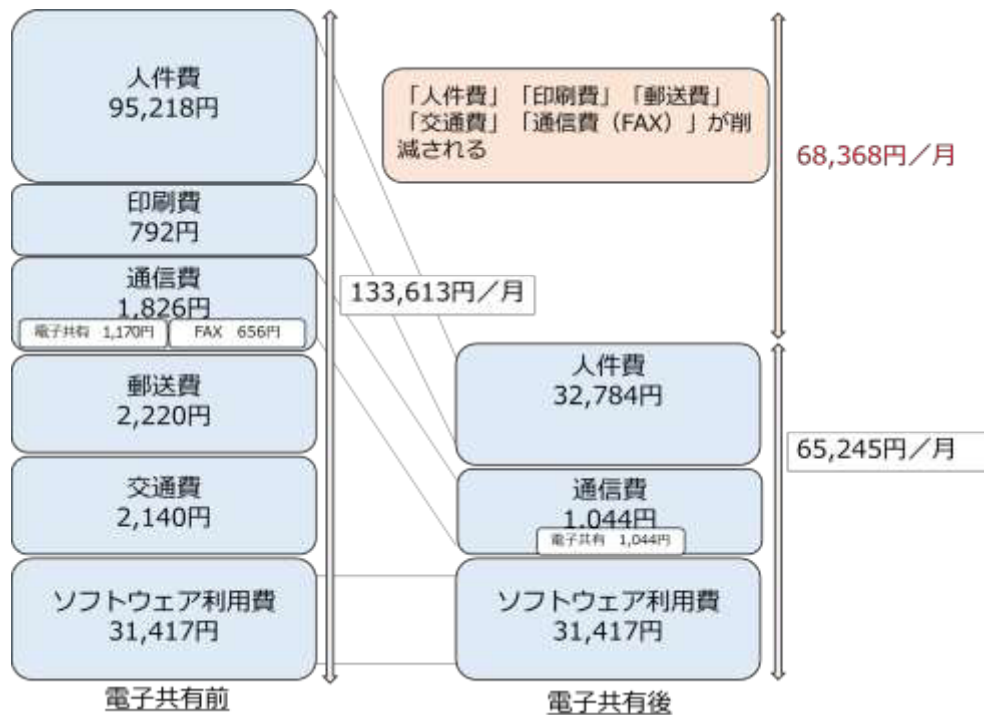 人件費
95,218円
印刷費
792円
通信費
1,826円
電子共有 1,170円
FAX 656円
郵送費
2,220円
交通費
2,140円
ソフトウェア利用費
31,417円
電子共有前
133,613円／月
「人件費」「印刷費」「郵送費」
「交通費」「通信費（FAX）」が削
減される
68,368円／月
人件費
32,784円
通信費
1,044円
電子共有 1,044円
ソフトウェア利用費
31,417円
電子共有後
65,245円／月